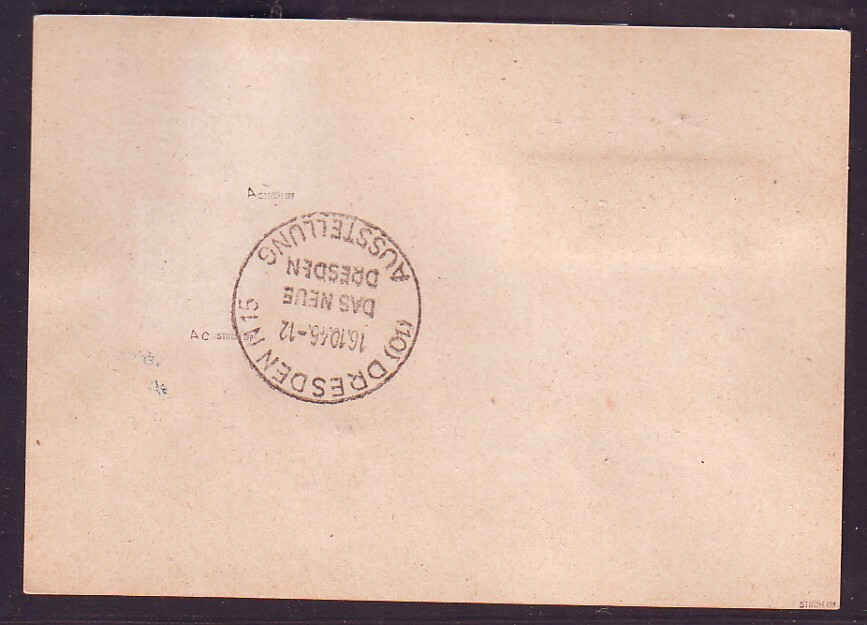 A
(10) DRESDEN N 15
16.10.46.-12
DAS NEUE
DRESDEN
AUSSTELLUNG
A C